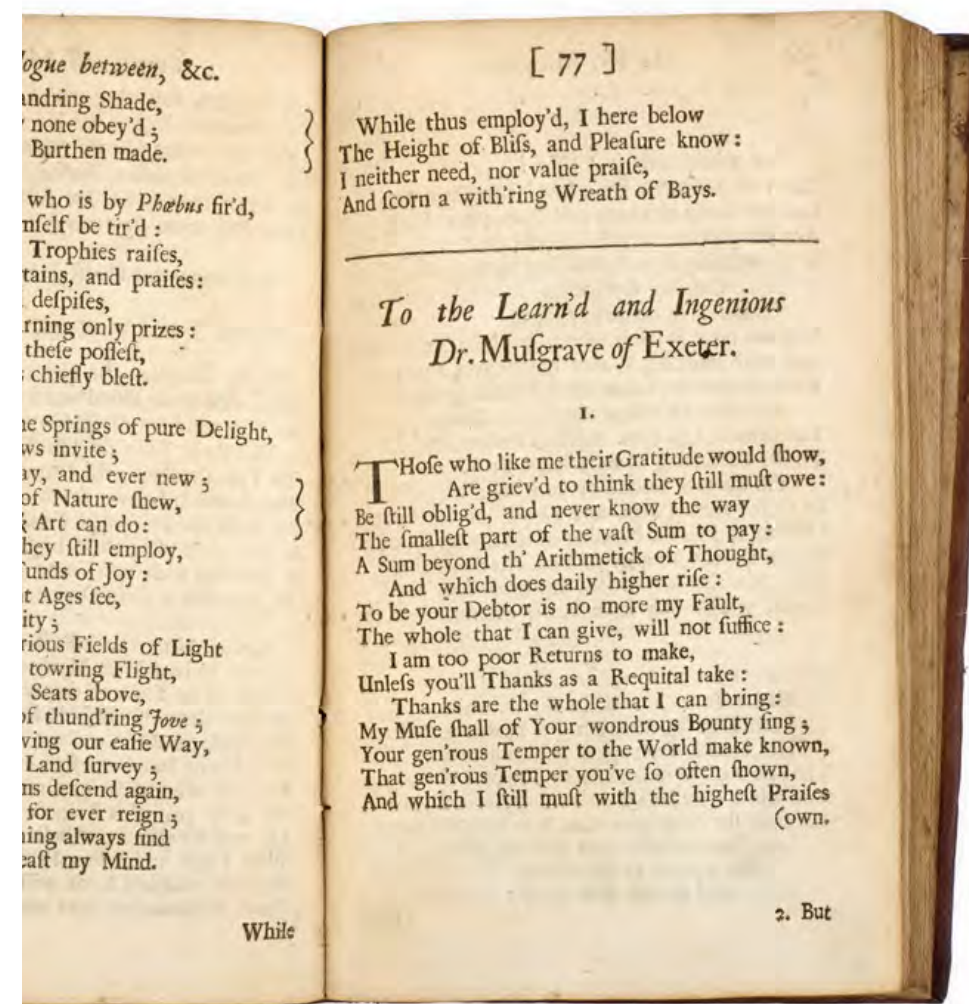 ogue between, &c.
andring Shade,
none obey'd ;
Burthen made.
who is by Phœbus fir'd,
mſelf be tir'd :
Trophies raiſes,
tains, and praiſes:
deſpiſes,
rning only prizes :
theſe poſſeſt,
chiefly bleſt.
ne Springs of pure Delight,
ws invite ;
ay, and ever new ;
of Nature ſhew,
Art can do:
hey ſtill employ,
unds of Joy :
t Ages ſee,
ity ;
rious Fields of Light
towring Flight,
Seats above,
of thund'ring Jove ;
ving our eaſie Way,
Land ſurvey ;
ns deſcend again,
for ever reign ;
ning always find
eaſt my Mind.
While
[ 77 ]
While thus employ'd, I here below
The Height of Bliſs, and Pleaſure know :
I neither need, nor value praiſe,
And ſcorn a with'ring Wreath of Bays.
To the Learn'd and Ingenious
Dr. Muſgrave of Exeter.
I.
THoſe who like me their Gratitude would ſhow,
Are griev'd to think they ſtill muſt owe :
Be ſtill oblig'd, and never know the way
The ſmalleſt part of the vaſt Sum to pay :
A Sum beyond th' Arithmetick of Thought,
And which does daily higher riſe :
To be your Debtor is no more my Fault,
The whole that I can give, will not ſuffice :
I am too poor Returns to make,
Unleſs you'll Thanks as a Requital take :
Thanks are the whole that I can bring :
My Muſe ſhall of Your wondrous Bounty ſing ;
Your gen'rous Temper to the World make known,
That gen'rous Temper you've ſo often ſhown,
And which I ſtill muſt with the higheſt Praiſes
(own.
2. But